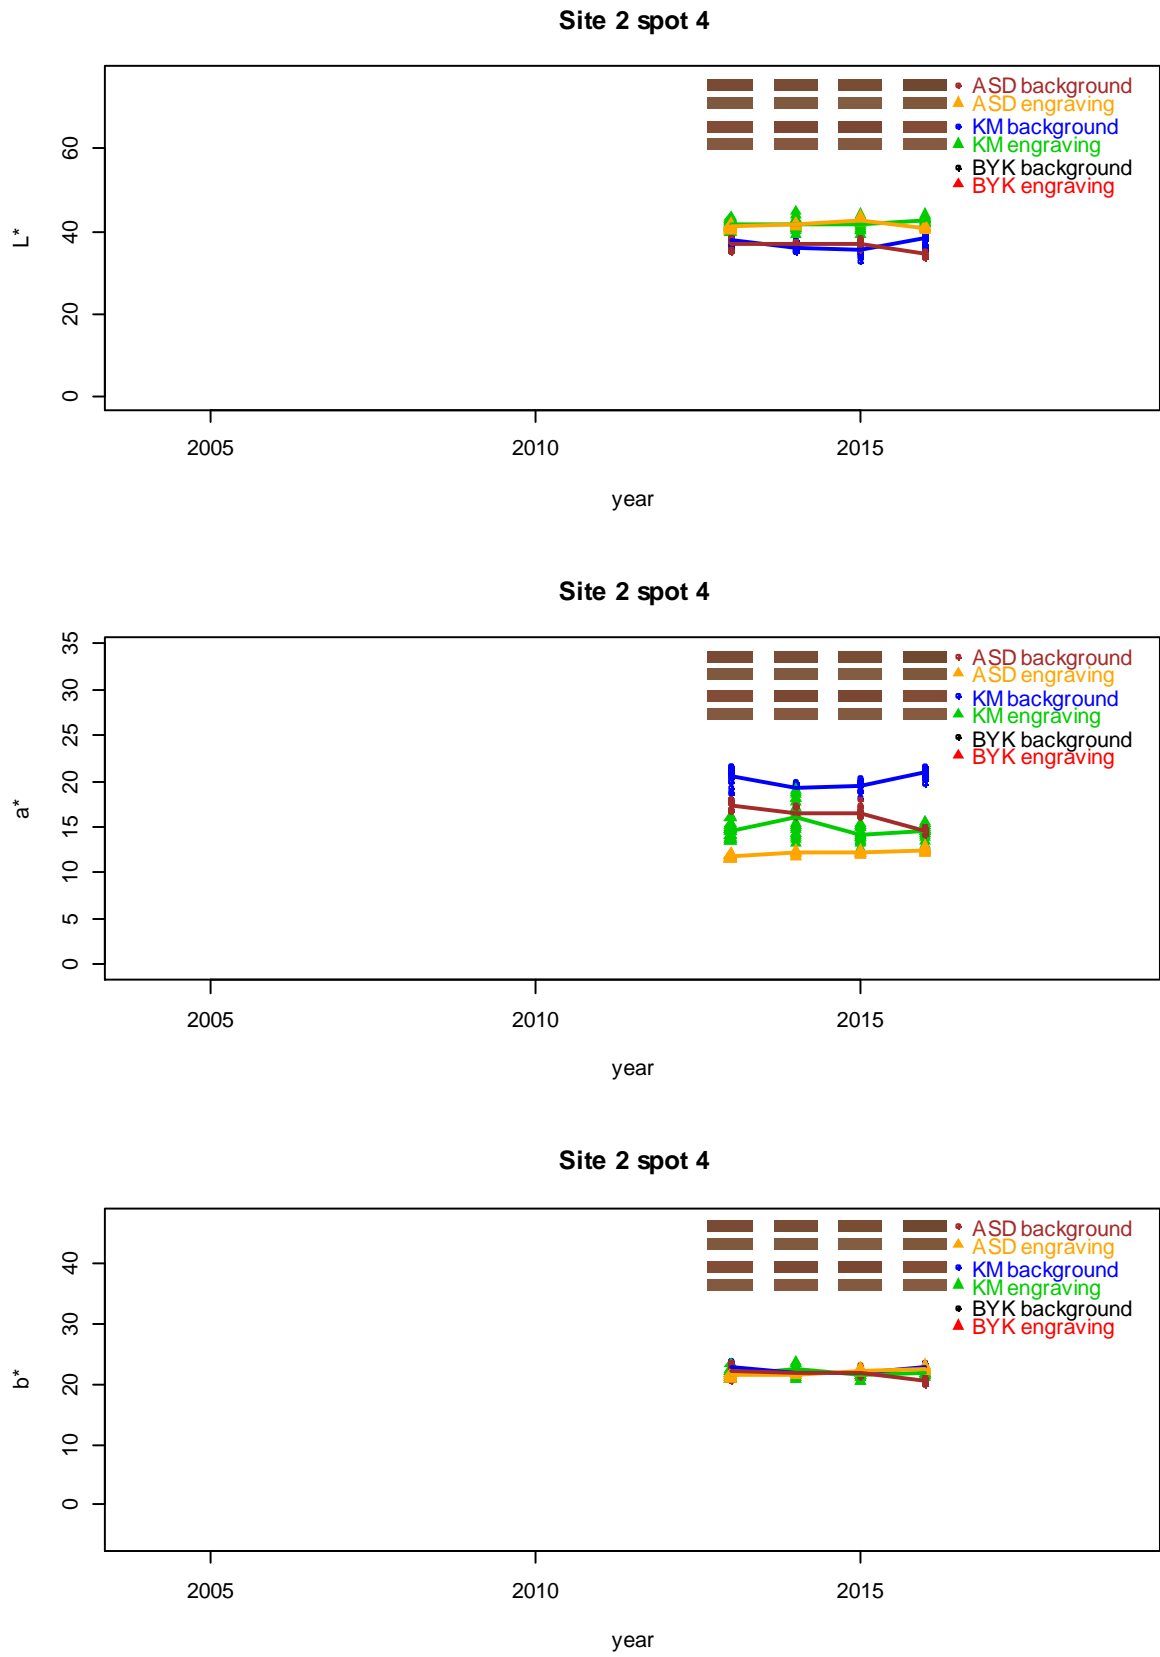 Site 2 spot 4
ASD background
ASD engraving
KM background
KM engraving
BYK background
BYK engraving
L*
60
40
20
0
2005 2010 2015
year
Site 2 spot 4
ASD background
ASD engraving
KM background
KM engraving
BYK background
BYK engraving
a*
35
30
25
20
15
10
5
0
2005 2010 2015
year
Site 2 spot 4
ASD background
ASD engraving
KM background
KM engraving
BYK background
BYK engraving
b*
40
30
20
10
0
2005 2010 2015
year